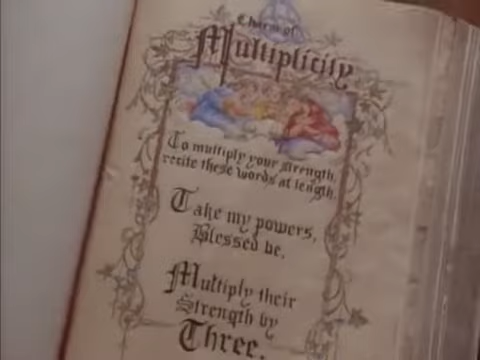 Charm of
Multiplicity
To multiply your strength,
recite these words at length.
Take my powers,
Blessed be,
Multiply their
Strength by
Three.